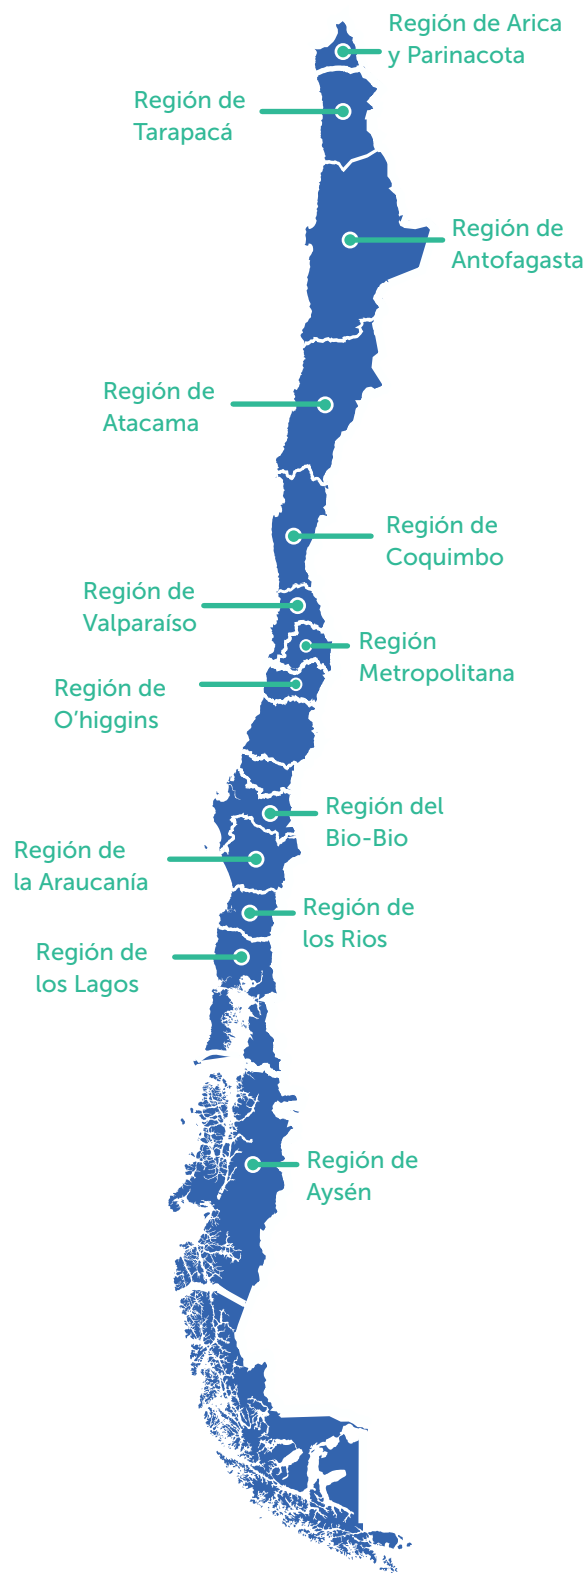 Región de Arica
y Parinacota
Región de
Tarapacá
Región de
Antofagasta
Región de
Atacama
Región de
Coquimbo
Región de
Valparaíso
Región
Metropolitana
Región de
O'higgins
Región del
Bio-Bio
Región de
la Araucanía
Región de
los Rios
Región de
los Lagos
Región de
Aysén